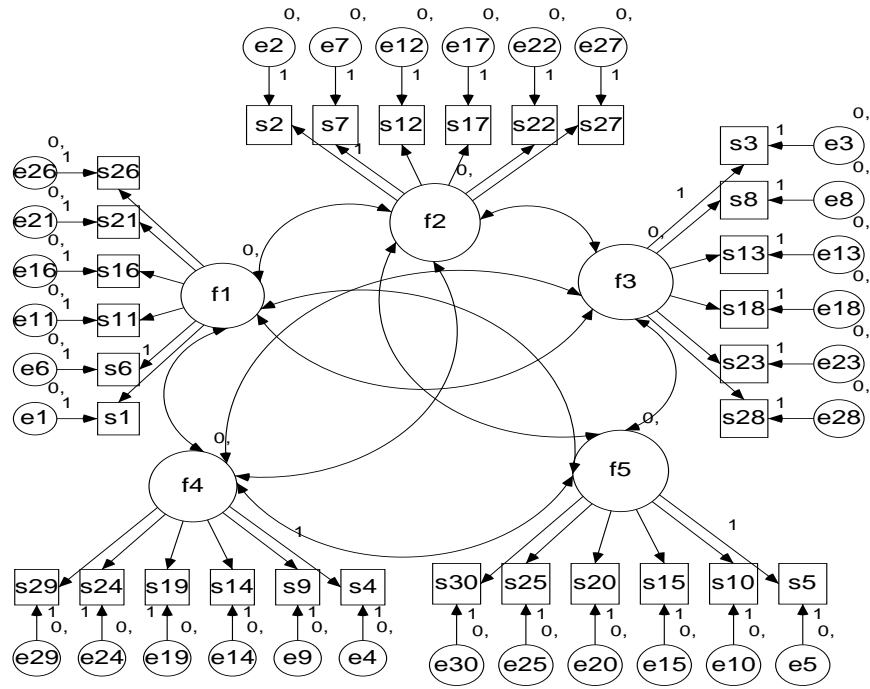 0, 0, 0, 0, 0, 0,
e2 e7 e12 e17 e22 e27
1 1 1 1 1 1
s2 s7 s12 s17 s22 s27
1
0,
f2
0,
e26 1 s26
0,
e21 1 s21
0,
e16 1 s16
0,
e11 1 s11
0,
e6 1 s6 1
0,
e1 1 s1
0,
f1
0,
s3 1 e3
1
0,
s8 1 e8
0,
s13 1 e13
0,
s18 1 e18
0,
s23 1 e23
0,
s28 1 e28
0,
f3
0,
f4
1
s29 s24 s19 s14 s9 s4
1 1 1 1 1 1
0, 0, 0, 0, 0, 0,
e29 e24 e19 e14 e9 e4
0,
f5
1
s30 s25 s20 s15 s10 s5
1 1 1 1 1 1
0, 0, 0, 0, 0, 0,
e30 e25 e20 e15 e10 e5